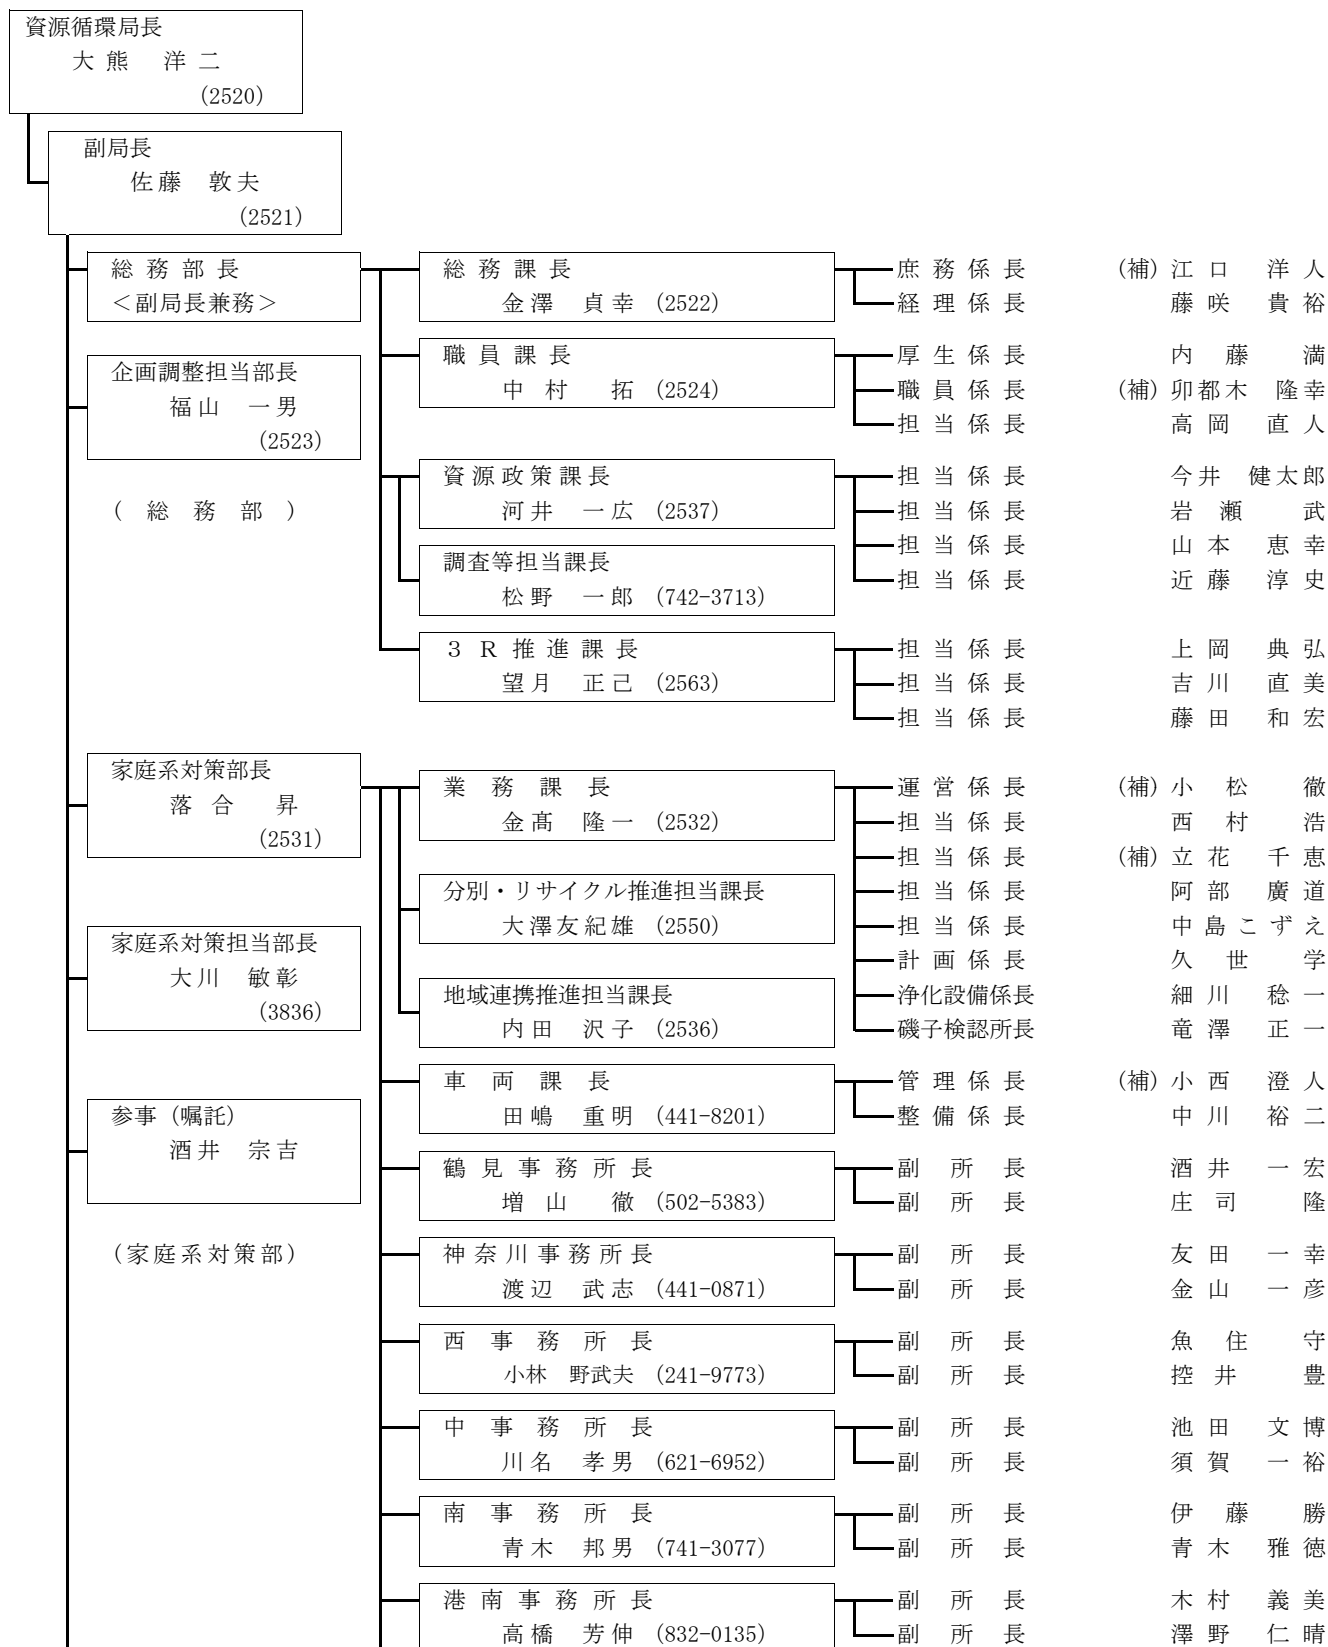 資源循環局長
大熊 洋二
(2520)
副局長
佐藤 敦夫
(2521)
総務部長
<副局長兼務>
企画調整担当部長
福山 一男
(2523)
(総務部)
総務課長
金澤 貞幸 (2522)
庶務係長 (補) 江口 洋人
経理係長 藤咲 貴裕
職員課長
中村 拓 (2524)
厚生係長 内藤 満
職員係長 (補) 卯都木 隆幸
担当係長 高岡 直人
資源政策課長
河井 一広 (2537)
調査等担当課長
松野 一郎 (742-3713)
担当係長 今井 健太郎
担当係長 岩瀬 武
担当係長 山本 恵幸
担当係長 近藤 淳史
3R推進課長
望月 正己 (2563)
担当係長 上岡 典弘
担当係長 吉川 直美
担当係長 藤田 和宏
家庭系対策部長
落合 昇
(2531)
家庭系対策担当部長
大川 敏彰
(3836)
参事(嘱託)
酒井 宗吉
(家庭系対策部)
業務課長
金髙 隆一 (2532)
分別・リサイクル推進担当課長
大澤友紀雄 (2550)
地域連携推進担当課長
内田 沢子 (2536)
運営係長 (補) 小松 徹
担当係長 西村 浩
担当係長 (補) 立花 千恵
担当係長 阿部 廣道
担当係長 中島こずえ
計画係長 久世 学
浄化設備係長 細川 稔一
磯子検認所長 竜澤 正一
車両課長
田嶋 重明 (441-8201)
管理係長 (補) 小西 澄人
整備係長 中川 裕二
鶴見事務所長
増山 徹 (502-5383)
副所長 酒井 一宏
副所長 庄司 隆
神奈川事務所長
渡辺 武志 (441-0871)
副所長 友田 一幸
副所長 金山 一彦
西事務所長
小林 野武夫 (241-9773)
副所長 魚住 守
副所長 控井 豊
中事務所長
川名 孝男 (621-6952)
副所長 池田 文博
副所長 須賀 一裕
南事務所長
青木 邦男 (741-3077)
副所長 伊藤 勝
副所長 青木 雅徳
港南事務所長
高橋 芳伸 (832-0135)
副所長 木村 義美
副所長 澤野 仁晴